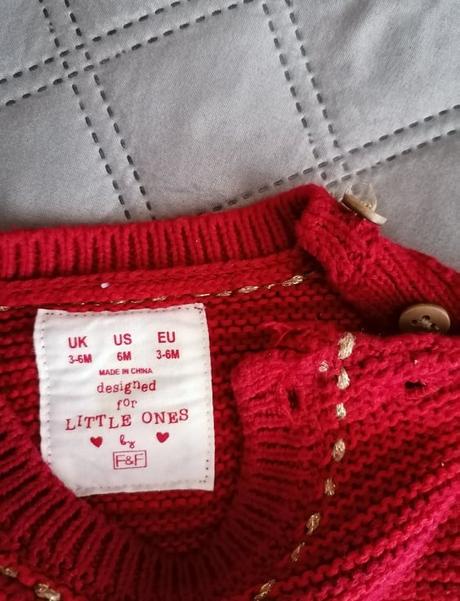 UK US EU
3-6M 6M 3-6M
MADE IN CHINA
designed
for
LITTLE ONES
by
F&F